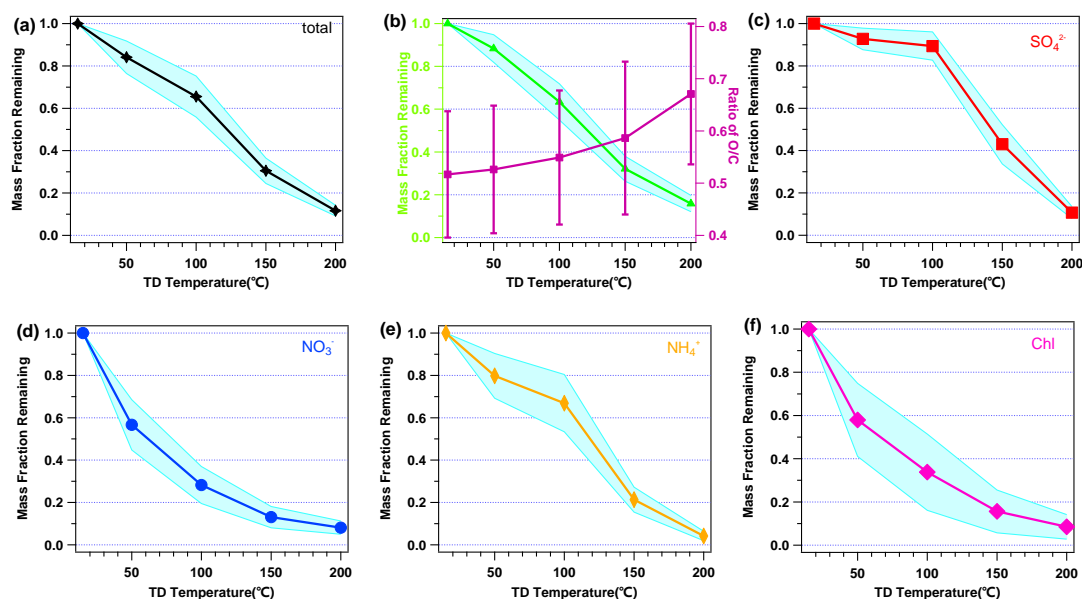 (a)
total
Mass Fraction Remaining
1.0
0.8
0.6
0.4
0.2
0.0
50
100
150
200
TD Temperature(℃)
(b)
Mass Fraction Remaining
1.0
0.8
0.6
0.4
0.2
0.0
0.8
0.7
0.6
0.5
0.4
Ratio of O/C
50
100
150
200
TD Temperature(℃)
(c)
SO₄²⁻
Mass Fraction Remaining
1.0
0.8
0.6
0.4
0.2
0.0
50
100
150
200
TD Temperature(℃)
(d)
NO₃⁻
Mass Fraction Remaining
1.0
0.8
0.6
0.4
0.2
0.0
50
100
150
200
TD Temperature(℃)
(e)
NH₄⁺
Mass Fraction Remaining
1.0
0.8
0.6
0.4
0.2
0.0
50
100
150
200
TD Temperature(℃)
(f)
Chl
Mass Fraction Remaining
1.0
0.8
0.6
0.4
0.2
0.0
50
100
150
200
TD Temperature(℃)